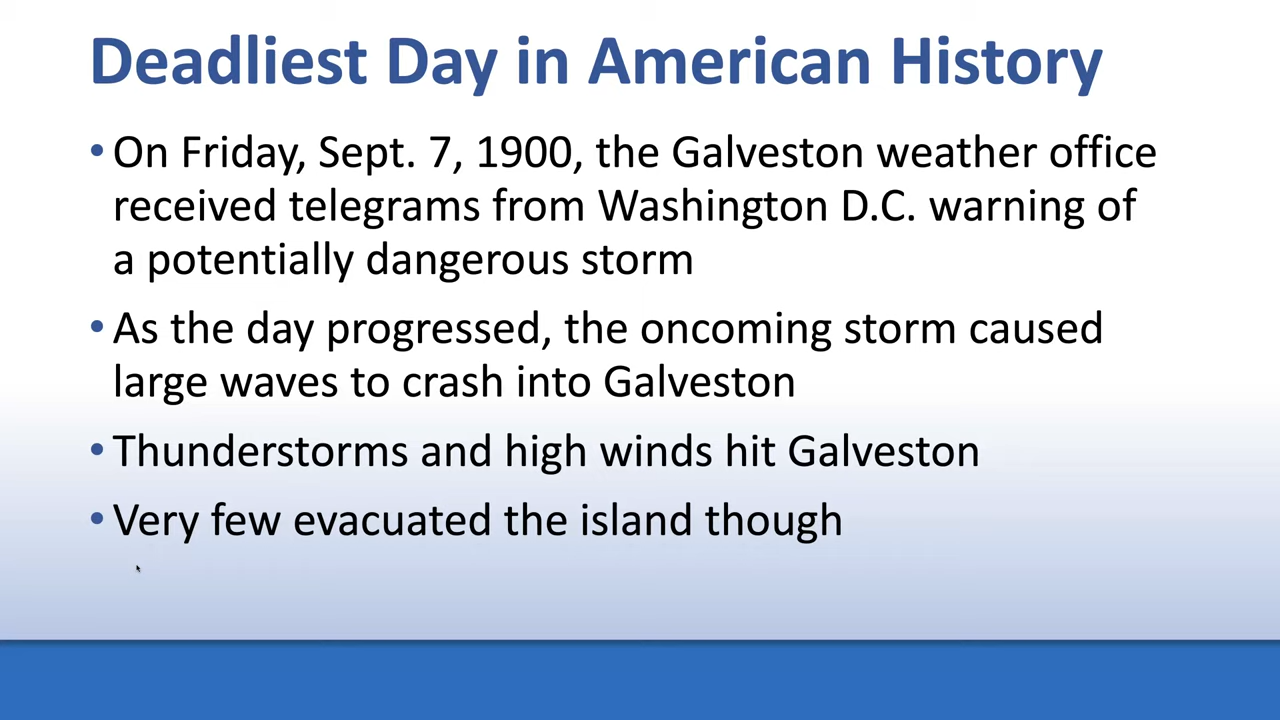 Deadliest Day in American History
• On Friday, Sept. 7, 1900, the Galveston weather office
received telegrams from Washington D.C. warning of
a potentially dangerous storm
• As the day progressed, the oncoming storm caused
large waves to crash into Galveston
• Thunderstorms and high winds hit Galveston
• Very few evacuated the island though